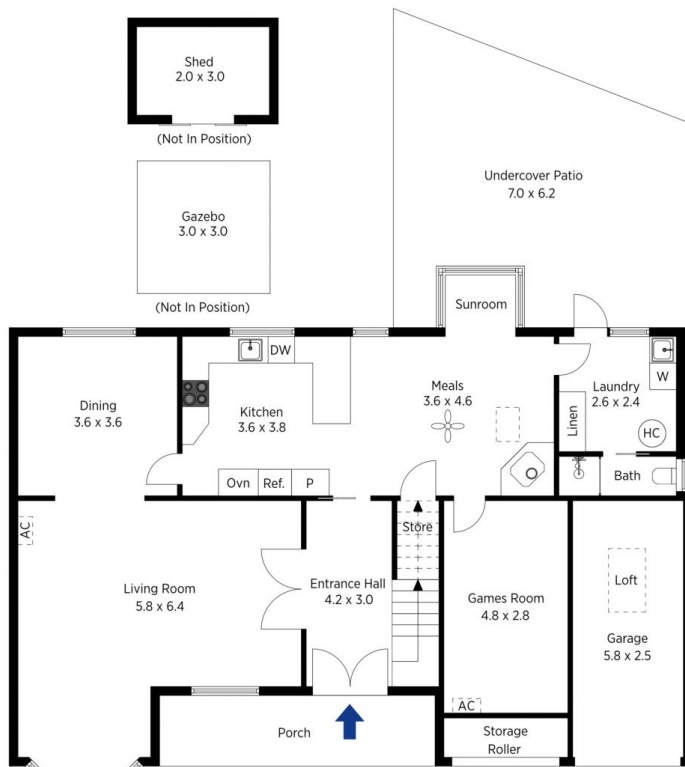 Shed
2.0 x 3.0
(Not In Position)
Gazebo
3.0 x 3.0
(Not In Position)
Undercover Patio
7.0 x 6.2
Sunroom
Dining
3.6 x 3.6
DW
Kitchen
3.6 x 3.8
Ovn
Ref.
P
Meals
3.6 x 4.6
Laundry
2.6 x 2.4
W
Linen
HC
Bath
AC
Living Room
5.8 x 6.4
Entrance Hall
4.2 x 3.0
Store
Games Room
4.8 x 2.8
AC
Loft
Garage
5.8 x 2.5
Porch
Storage
Roller